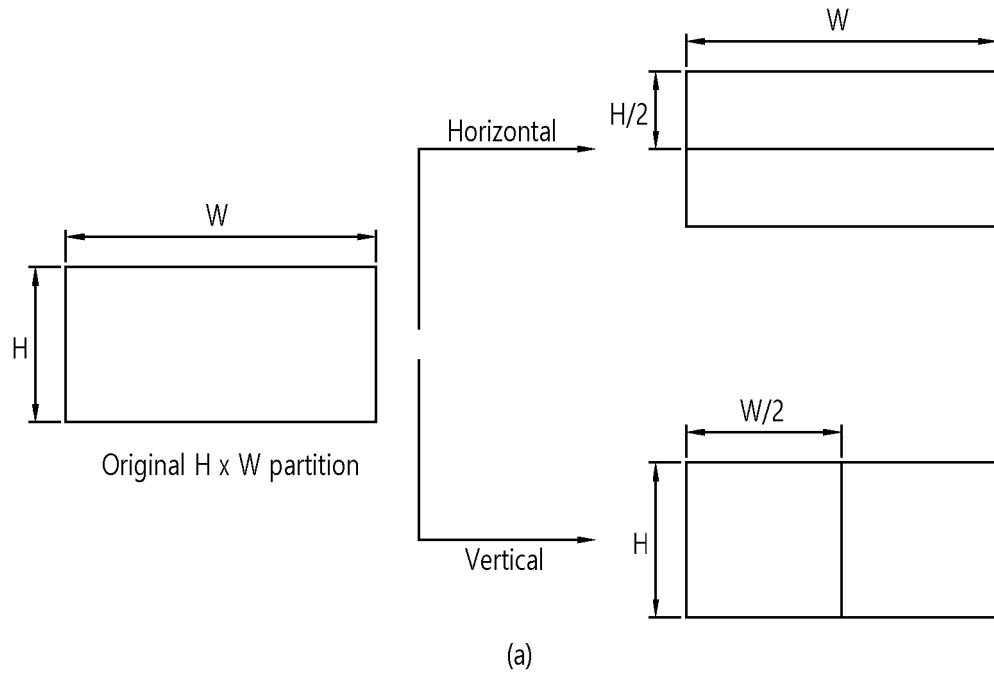 W
H
Original H x W partition
Horizontal
W
H/2
W/2
H
Vertical
(a)